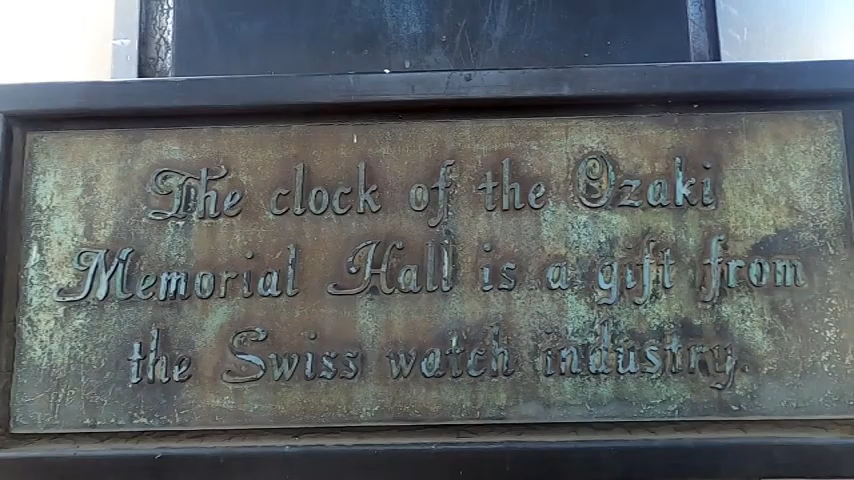 The clock of the Ozaki
Memorial Hall is a gift from
the Swiss watch industry.